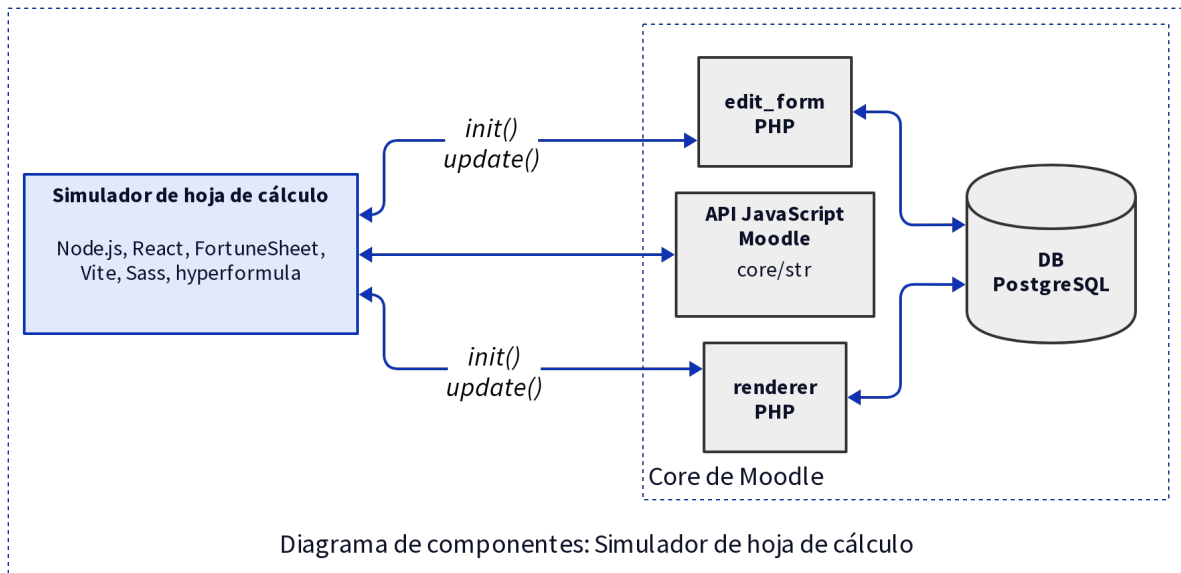 init()
update()
Simulador de hoja de cálculo
Node.js, React, FortuneSheet,
Vite, Sass, hyperformula
init()
update()
edit_form
PHP
API JavaScript
Moodle
core/str
renderer
PHP
DB
PostgreSQL
Core de Moodle
Diagrama de componentes: Simulador de hoja de cálculo